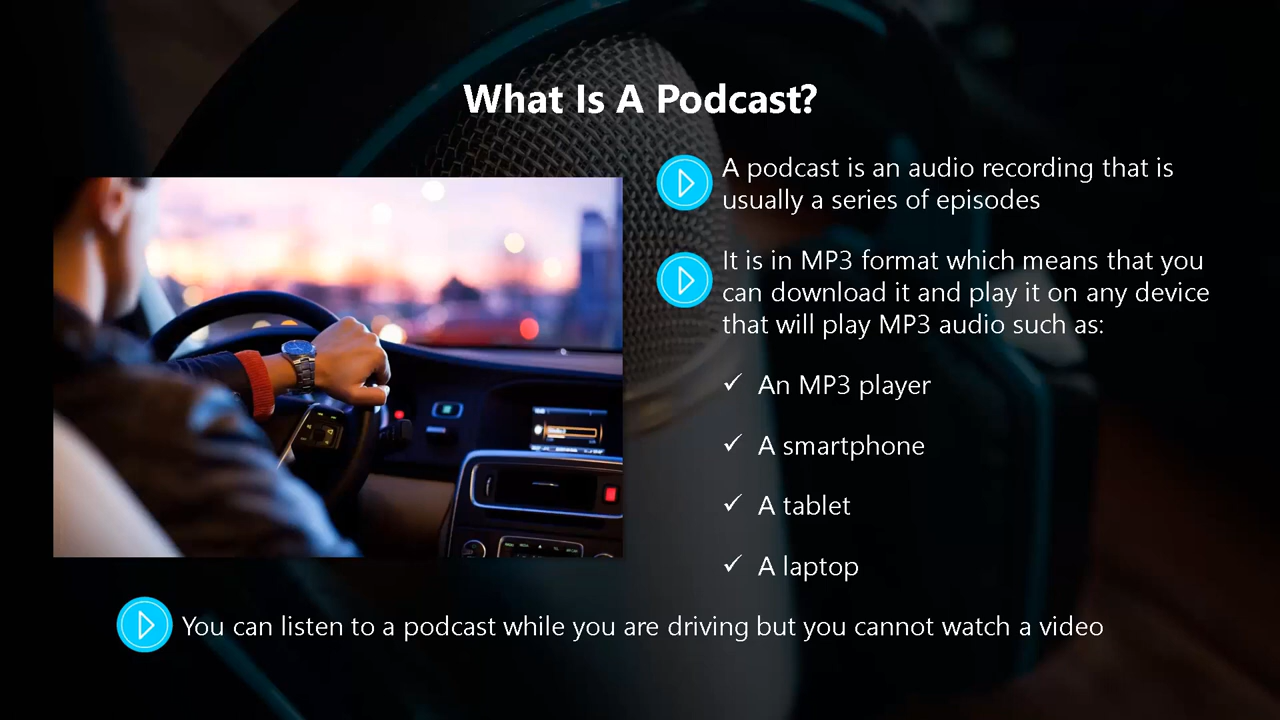 What Is A Podcast?
A podcast is an audio recording that is
usually a series of episodes
It is in MP3 format which means that you
can download it and play it on any device
that will play MP3 audio such as:
✓ An MP3 player
✓ A smartphone
✓ A tablet
✓ A laptop
You can listen to a podcast while you are driving but you cannot watch a video